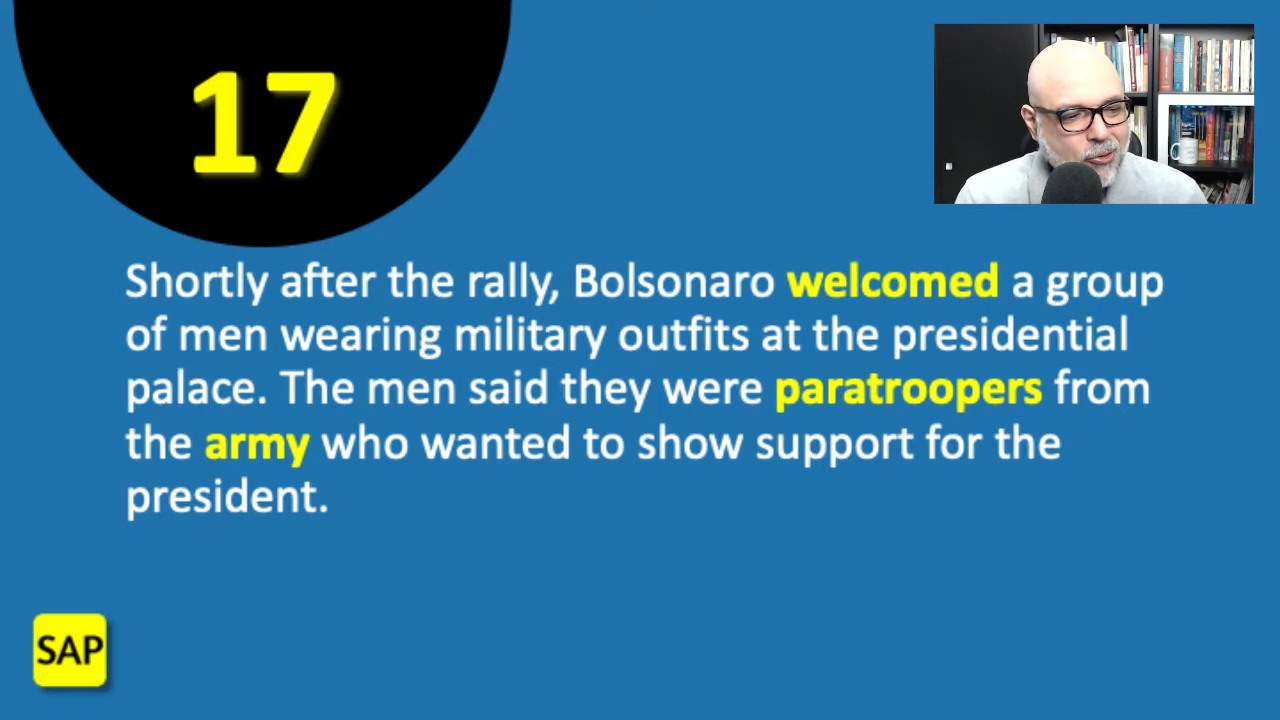 17
Shortly after the rally, Bolsonaro welcomed a group
of men wearing military outfits at the presidential
palace. The men said they were paratroopers from
the army who wanted to show support for the
president.
SAP